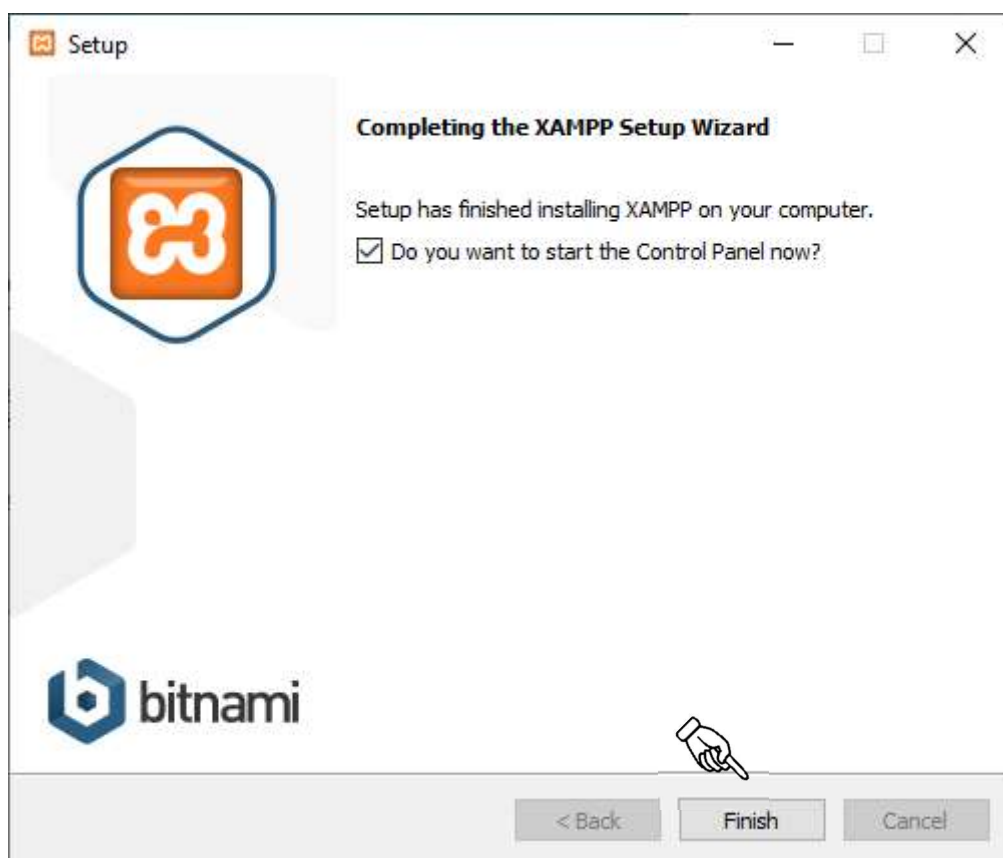 Setup
Completing the XAMPP Setup Wizard
Setup has finished installing XAMPP on your computer.
Do you want to start the Control Panel now?
bitnami
< Back
Finish
Cancel